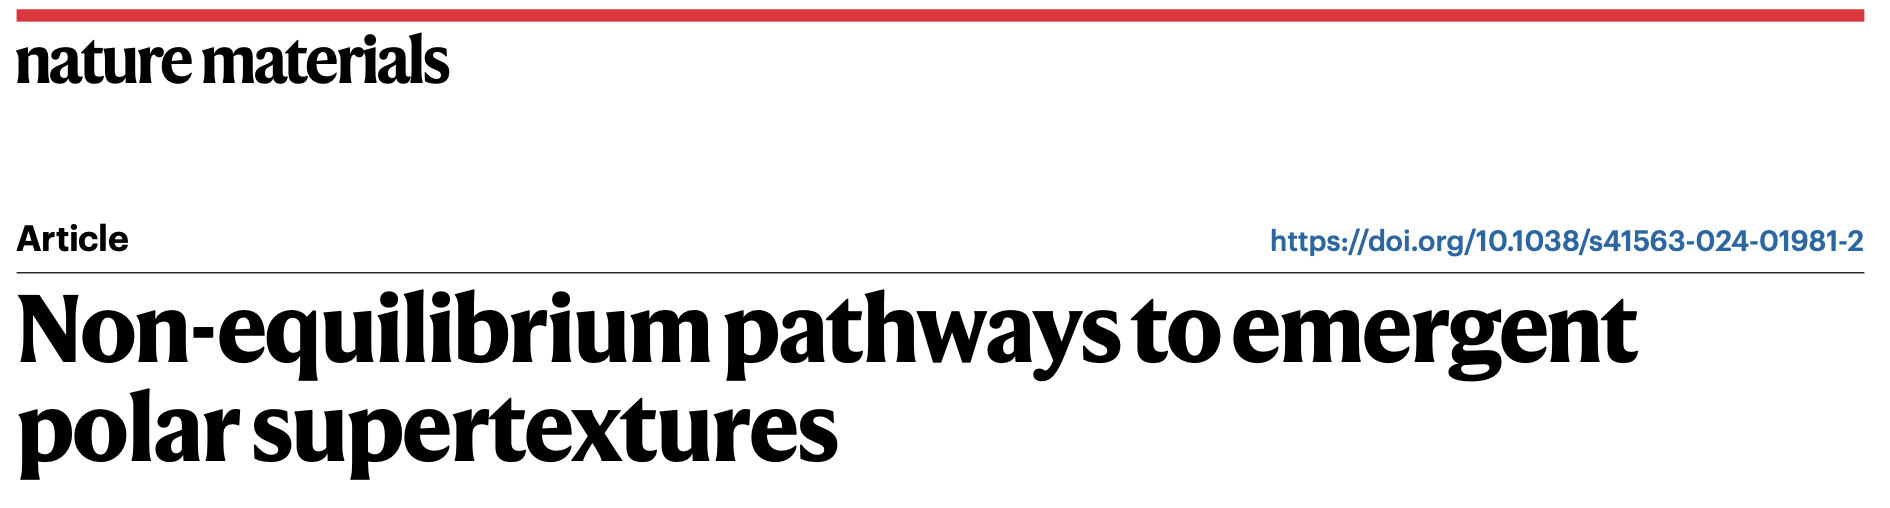 nature materials
Article
https://doi.org/10.1038/s41563-024-01981-2
Non-equilibrium pathways to emergent
polar supertextures